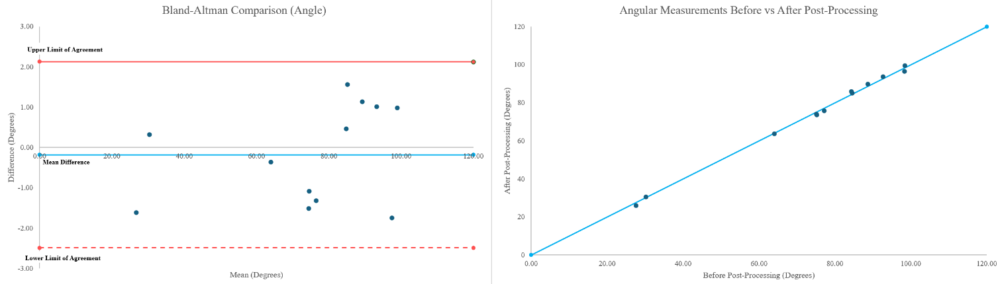 Bland-Altman Comparison (Angle)
3.00
Upper Limit of Agreement
2.00
1.00
0.00
0.00 20.00 40.00 60.00 80.00 100.00 120.00
Mean Difference
-1.00
-2.00
Lower Limit of Agreement
-3.00
Difference (Degrees)
Mean (Degrees)
Angular Measurements Before vs After Post-Processing
120
100
80
60
40
20
0
After Post-Processing (Degrees)
0.00 20.00 40.00 60.00 80.00 100.00 120.00
Before Post-Processing (Degrees)